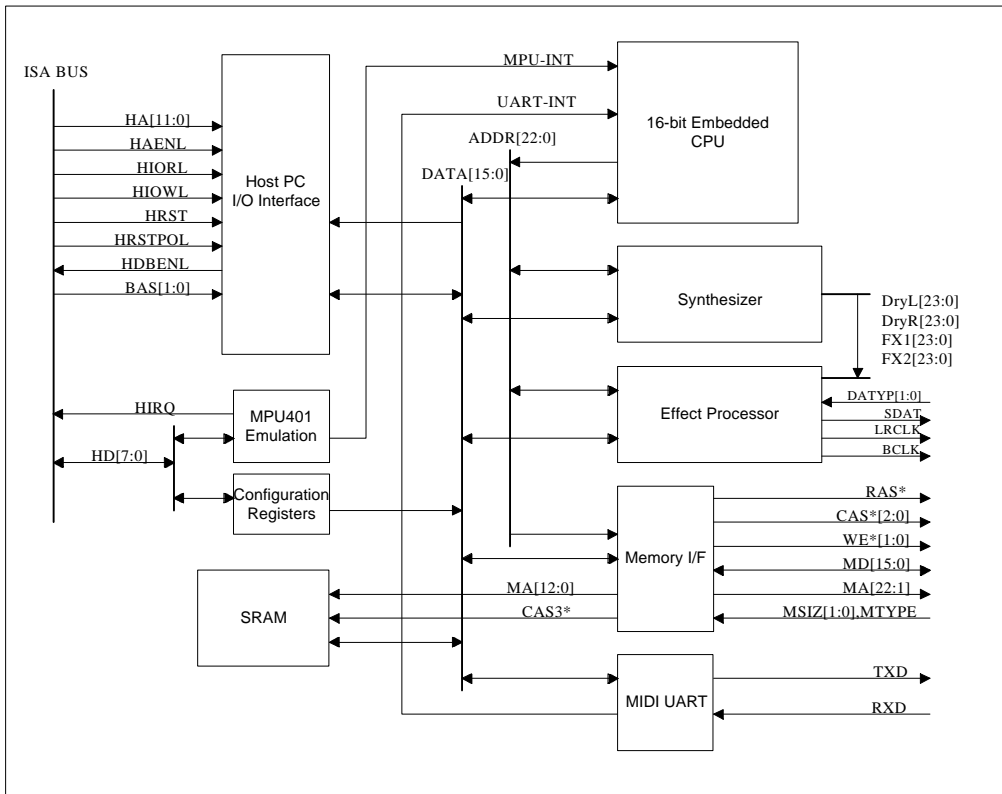 ISA BUS
HA[11:0]
HAENL
HIORL
HIOWL
HRST
HRSTPOL
HDBENL
BAS[1:0]
Host PC
I/O Interface
MPU-INT
UART-INT
ADDR[22:0]
DATA[15:0]
16-bit Embedded
CPU
Synthesizer
DryL[23:0]
DryR[23:0]
FX1[23:0]
FX2[23:0]
Effect Processor
DATYP[1:0]
SDAT
LRCLK
BCLK
HIRQ
HD[7:0]
MPU401
Emulation
Configuration
Registers
Memory I/F
RAS*
CAS*[2:0]
WE*[1:0]
MD[15:0]
MA[22:1]
MSIZ[1:0],MTYPE
SRAM
MA[12:0]
CAS3*
MIDI UART
TXD
RXD